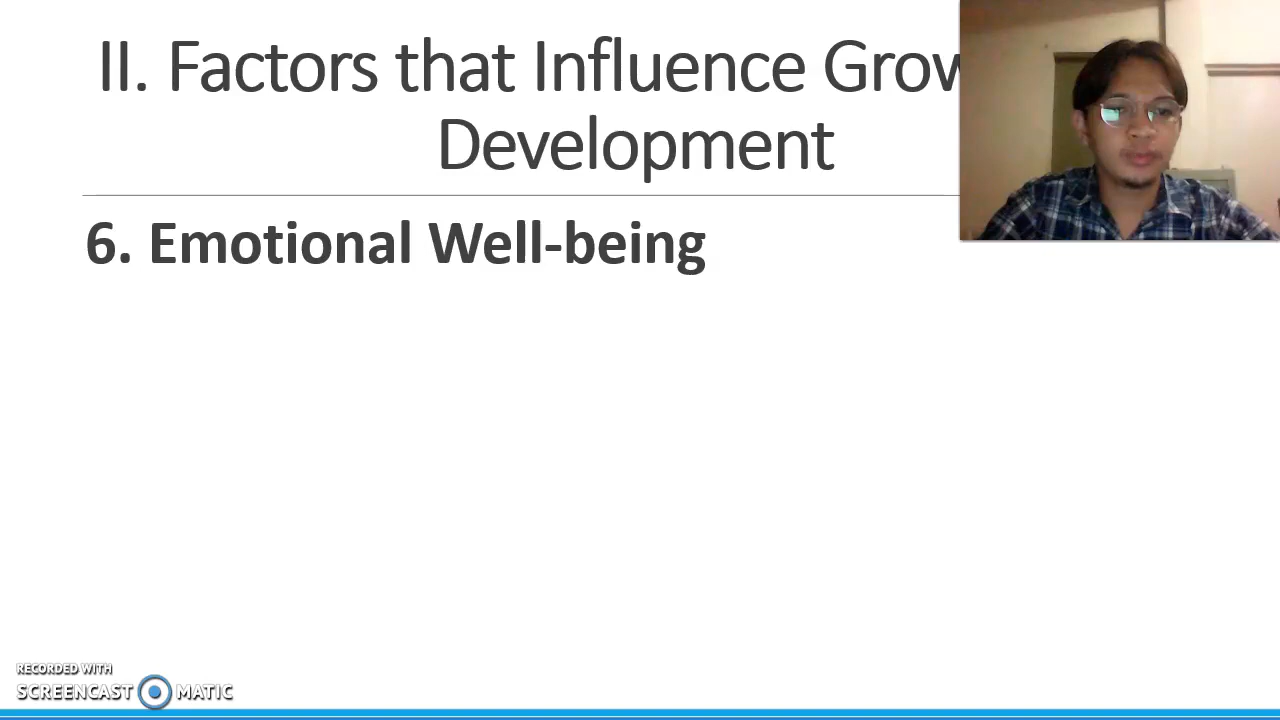 II. Factors that Influence Grow
Development
6. Emotional Well-being
RECORDED WITH
SCREENCAST MATIC